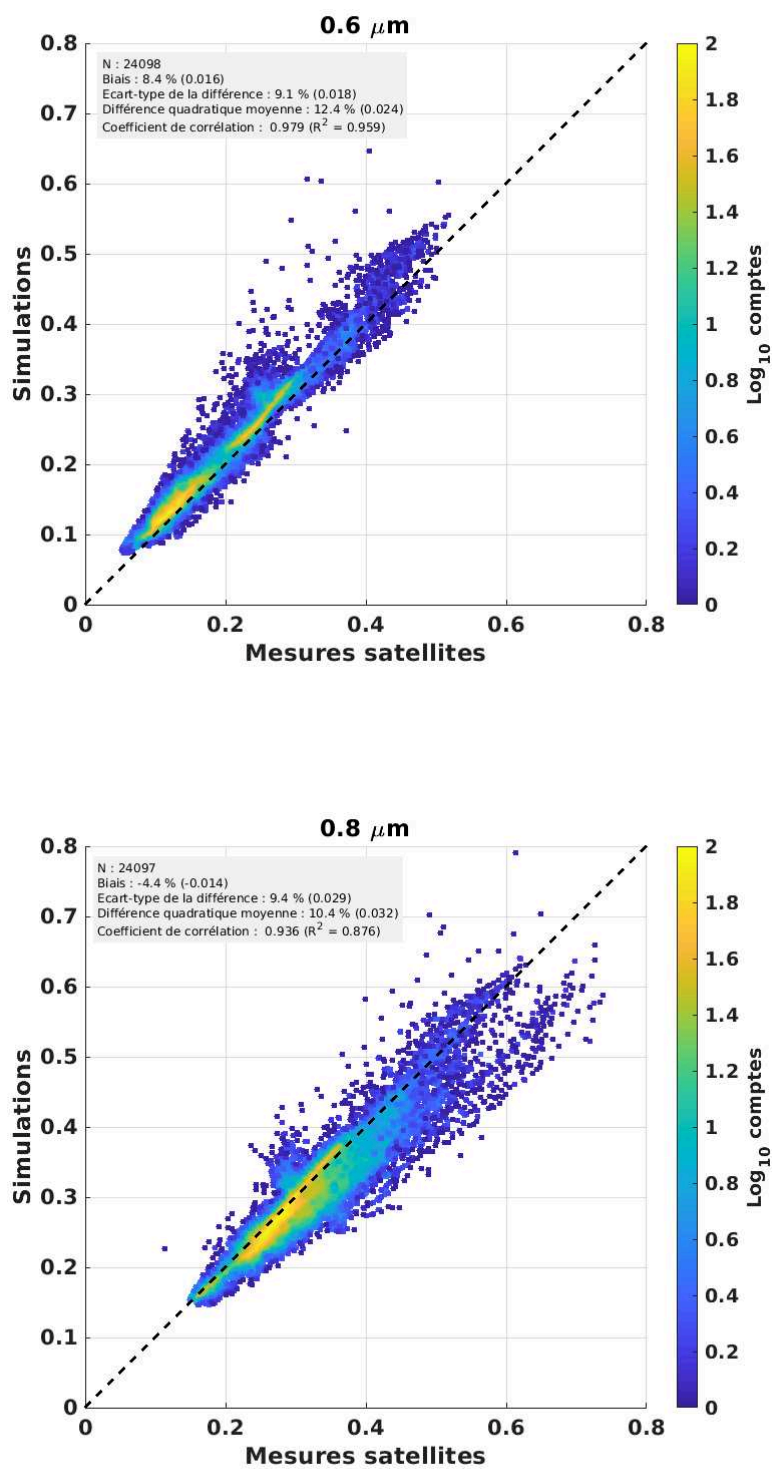 0.6 μm
N : 24098
Biais : 8.4 % (0.016)
Ecart-type de la différence : 9.1 % (0.018)
Différence quadratique moyenne : 12.4 % (0.024)
Coefficient de corrélation : 0.979 (R² = 0.959)
0.8
0.7
0.6
0.5
0.4
0.3
0.2
0.1
0
Simulations
0
0.2
0.4
0.6
0.8
Mesures satellites
2
1.8
1.6
1.4
1.2
1
0.8
0.6
0.4
0.2
0
Log₁₀ comptes
0.8 μm
N : 24097
Biais : -4.4 % (-0.014)
Ecart-type de la différence : 9.4 % (0.029)
Différence quadratique moyenne : 10.4 % (0.032)
Coefficient de corrélation : 0.936 (R² = 0.876)
0.8
0.7
0.6
0.5
0.4
0.3
0.2
0.1
0
Simulations
0
0.2
0.4
0.6
0.8
Mesures satellites
2
1.8
1.6
1.4
1.2
1
0.8
0.6
0.4
0.2
0
Log₁₀ comptes